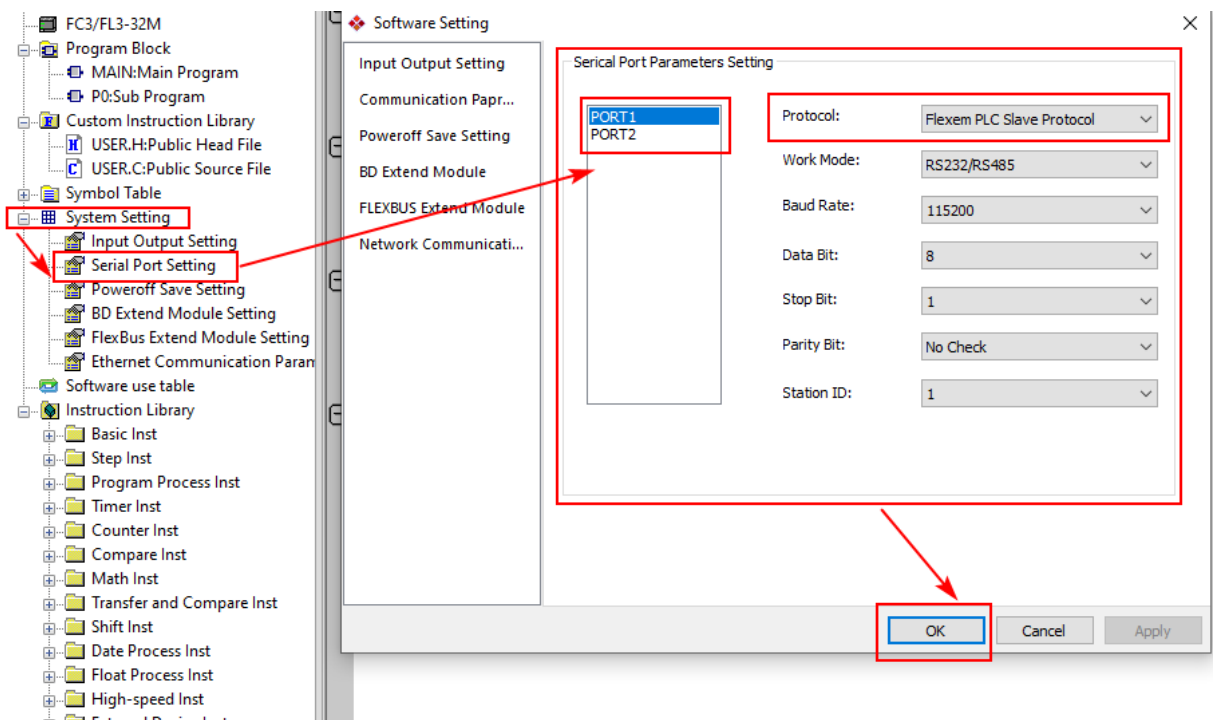 FC3/FL3-32M
Program Block
MAIN:Main Program
P0:Sub Program
Custom Instruction Library
USER.H:Public Head File
USER.C:Public Source File
Symbol Table
System Setting
Input Output Setting
Serial Port Setting
Poweroff Save Setting
BD Extend Module Setting
FlexBus Extend Module Setting
Ethernet Communication Param
Software use table
Instruction Library
Basic Inst
Step Inst
Program Process Inst
Timer Inst
Counter Inst
Compare Inst
Math Inst
Transfer and Compare Inst
Shift Inst
Date Process Inst
Float Process Inst
High-speed Inst
Software Setting
Input Output Setting
Communication Papr...
Poweroff Save Setting
BD Extend Module
FLEXBUS Extend Module
Network Communicati...
Serical Port Parameters Setting
PORT1
PORT2
Protocol: Flexem PLC Slave Protocol
Work Mode: RS232/RS485
Baud Rate: 115200
Data Bit: 8
Stop Bit: 1
Parity Bit: No Check
Station ID: 1
OK Cancel Apply